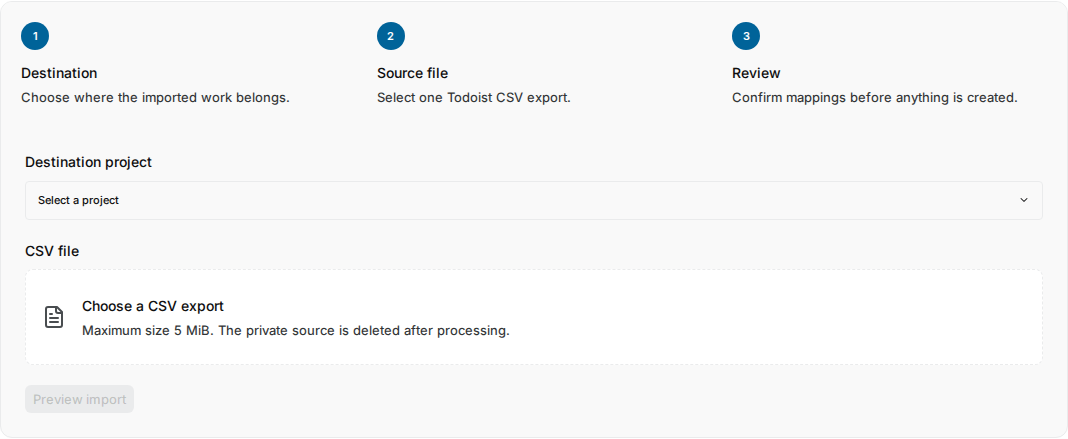 1
Destination
Choose where the imported work belongs.
2
Source file
Select one Todoist CSV export.
3
Review
Confirm mappings before anything is created.
Destination project
Select a project
CSV file
Choose a CSV export
Maximum size 5 MiB. The private source is deleted after processing.
Preview import